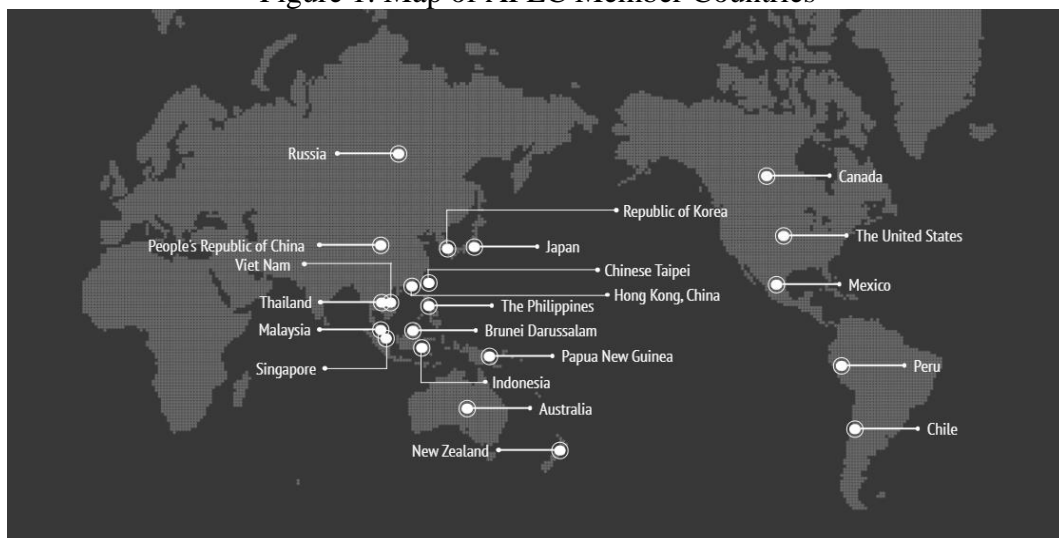 Figure 1: Map of APEC Member Countries
Russia
Canada
Republic of Korea
People's Republic of China
Japan
The United States
Viet Nam
Chinese Taipei
Mexico
Hong Kong, China
Thailand
The Philippines
Malaysia
Brunei Darussalam
Papua New Guinea
Singapore
Peru
Indonesia
Australia
Chile
New Zealand